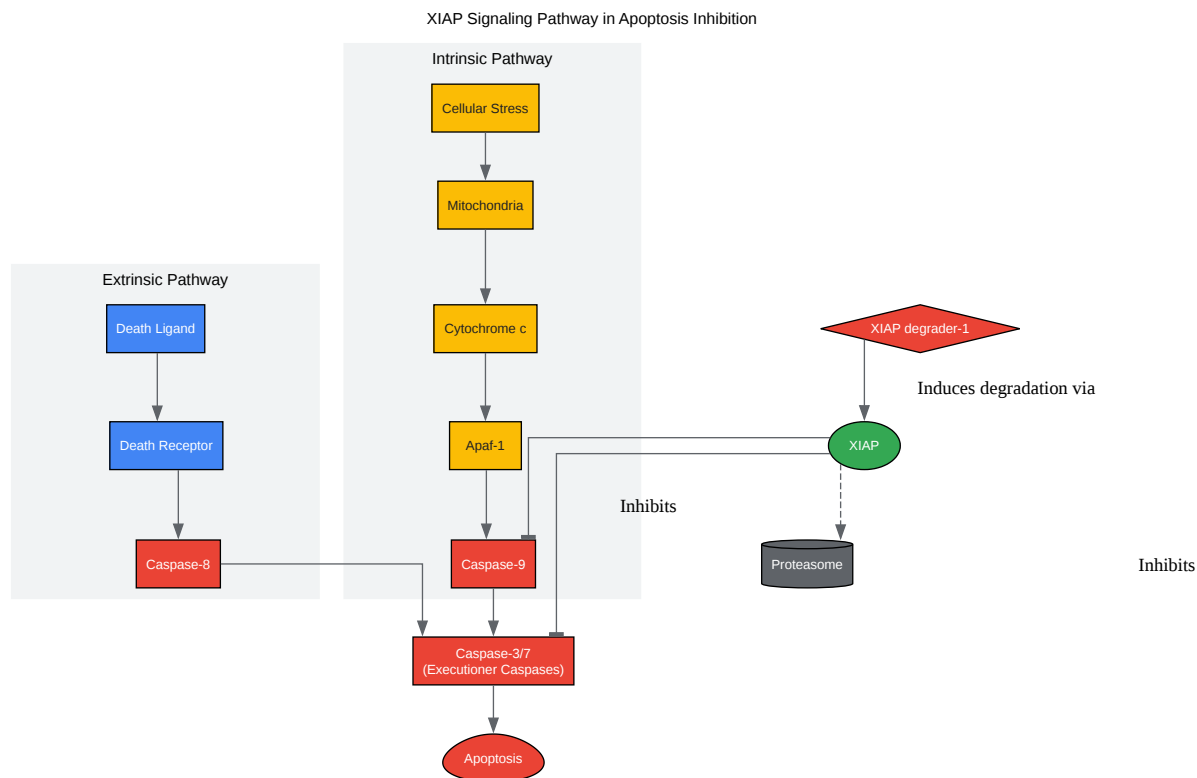 XIAP Signaling Pathway in Apoptosis Inhibition
Intrinsic Pathway
Cellular Stress
Mitochondria
Extrinsic Pathway
Death Ligand
Cytochrome c
XIAP degrader-1
Induces degradation via
Death Receptor
Apaf-1
XIAP
Inhibits
Caspase-8
Caspase-9
Proteasome
Inhibits
Caspase-3/7
(Executioner Caspases)
Apoptosis